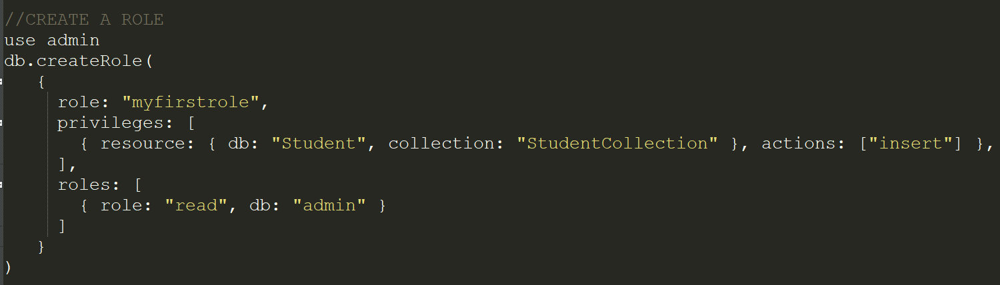 //CREATE A ROLE
use admin
db.createRole(
   {
     role: "myfirstrole",
     privileges: [
       { resource: { db: "Student", collection: "StudentCollection" }, actions: ["insert"] },
     ],
     roles: [
       { role: "read", db: "admin" }
     ]
   }
)